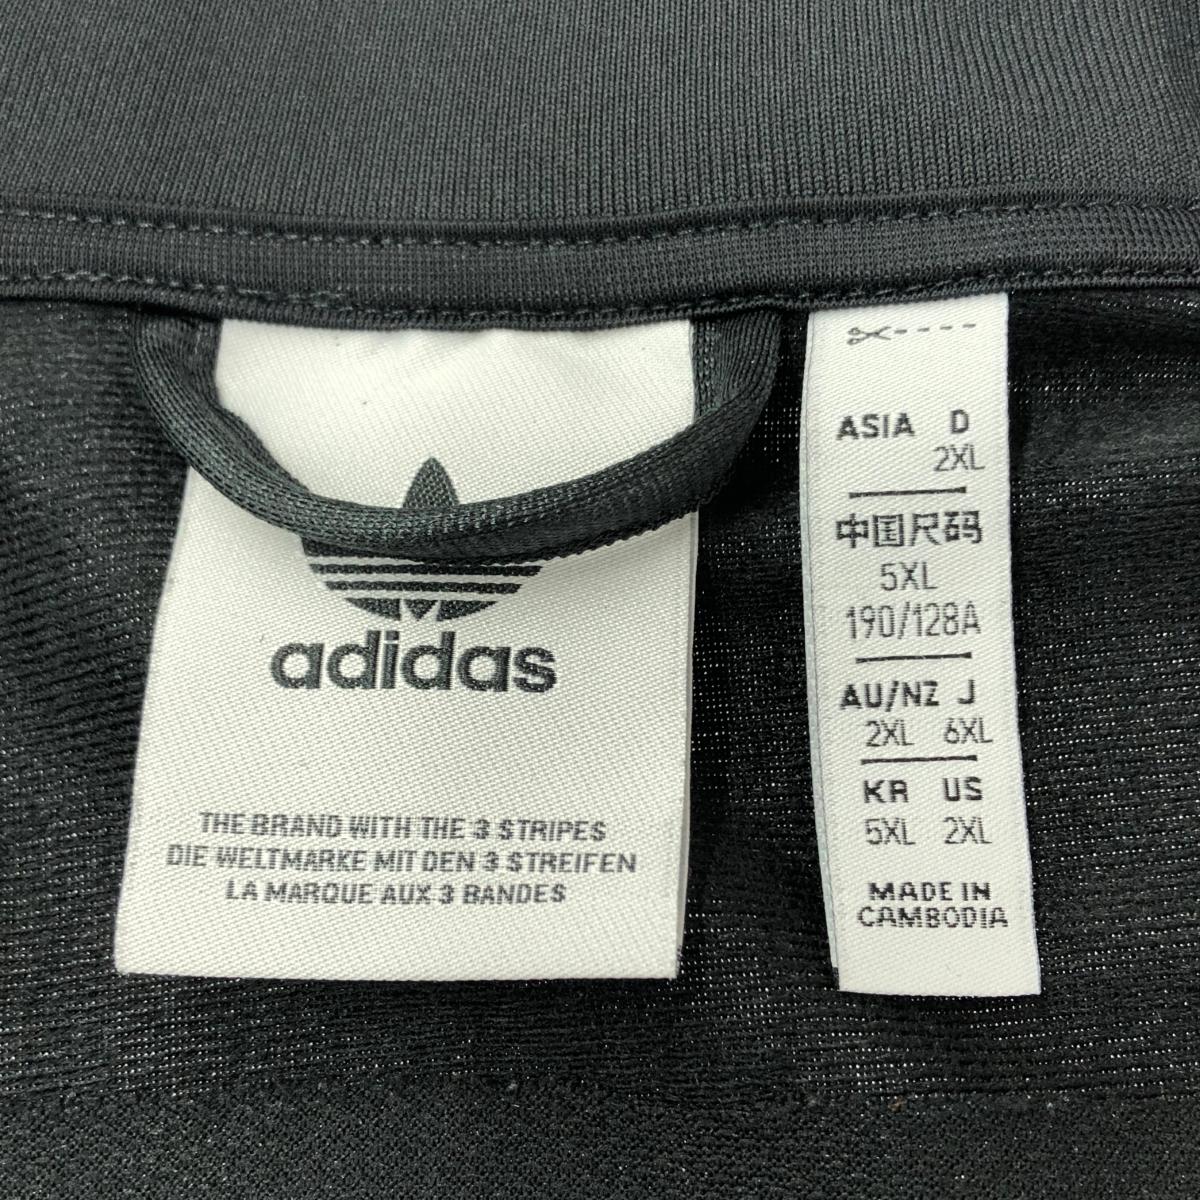 adidas
THE BRAND WITH THE 3 STRIPES
DIE WELTMARKE MIT DEN 3 STREIFEN
LA MARQUE AUX 3 BANDES
ASIA D
2XL
中国尺码
5XL
190/128A
AU/NZ J
2XL 6XL
KR US
5XL 2XL
MADE IN
CAMBODIA